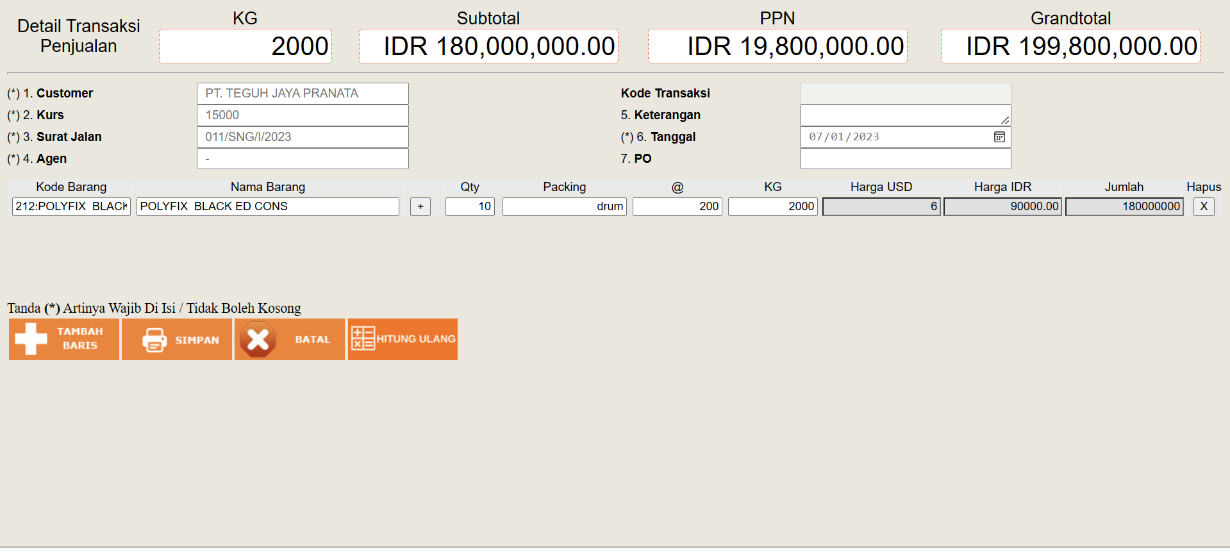 Detail Transaksi Penjualan
KG
2000
Subtotal
IDR 180,000,000.00
PPN
IDR 19,800,000.00
Grandtotal
IDR 199,800,000.00
(*) 1. Customer PT. TEGUH JAYA PRANATA
Kode Transaksi
(*) 2. Kurs 15000
5. Keterangan
(*) 3. Surat Jalan 011/SNG/I/2023
(*) 6. Tanggal 07/01/2023
(*) 4. Agen -
7. PO
Kode Barang Nama Barang Qty Packing @ KG Harga USD Harga IDR Jumlah Hapus
212:POLYFIX BLACK POLYFIX BLACK ED CONS + 10 drum 200 2000 6 90000.00 180000000 X
Tanda (*) Artinya Wajib Di Isi / Tidak Boleh Kosong
TAMBAH BARIS
SIMPAN
BATAL
HITUNG ULANG